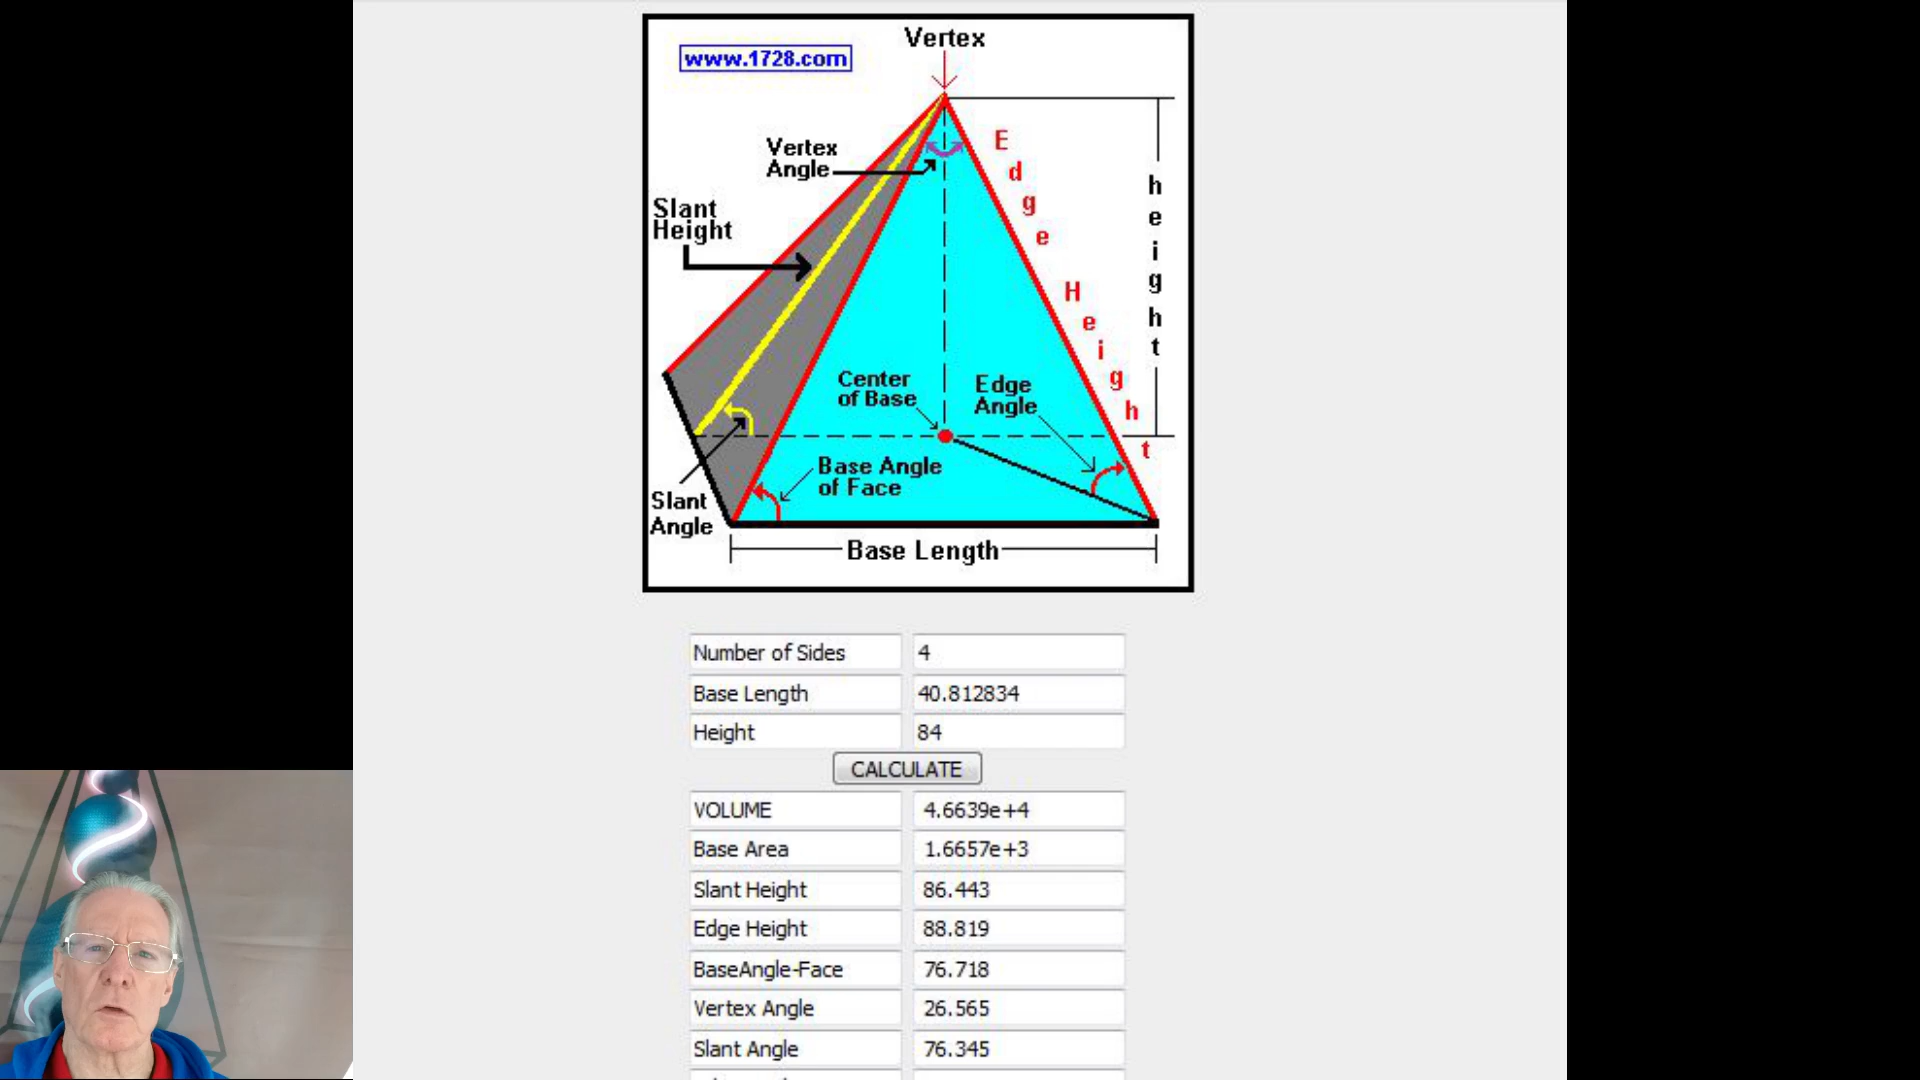 Vertex
www.1728.com
Vertex
Angle
Edge Height
height
Slant
Height
Center
of Base
Edge
Angle
Base Angle
of Face
Slant
Angle
Base Length
Number of Sides 4
Base Length 40.812834
Height 84
CALCULATE
VOLUME 4.6639e+4
Base Area 1.6657e+3
Slant Height 86.443
Edge Height 88.819
BaseAngle-Face 76.718
Vertex Angle 26.565
Slant Angle 76.345